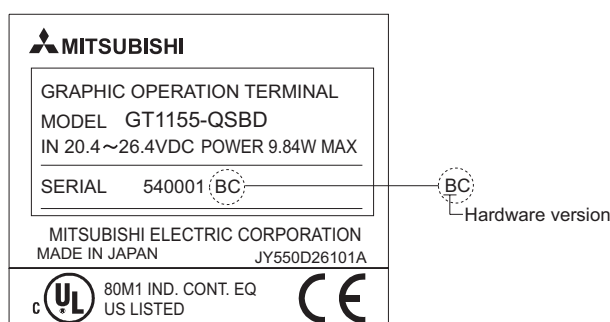 MITSUBISHI
GRAPHIC OPERATION TERMINAL
MODEL GT1155-QSBD
IN 20.4～26.4VDC POWER 9.84W MAX
SERIAL 540001 BC
BC
Hardware version
MITSUBISHI ELECTRIC CORPORATION
MADE IN JAPAN JY550D26101A
C UL 80M1 IND. CONT. EQ
US LISTED
CE